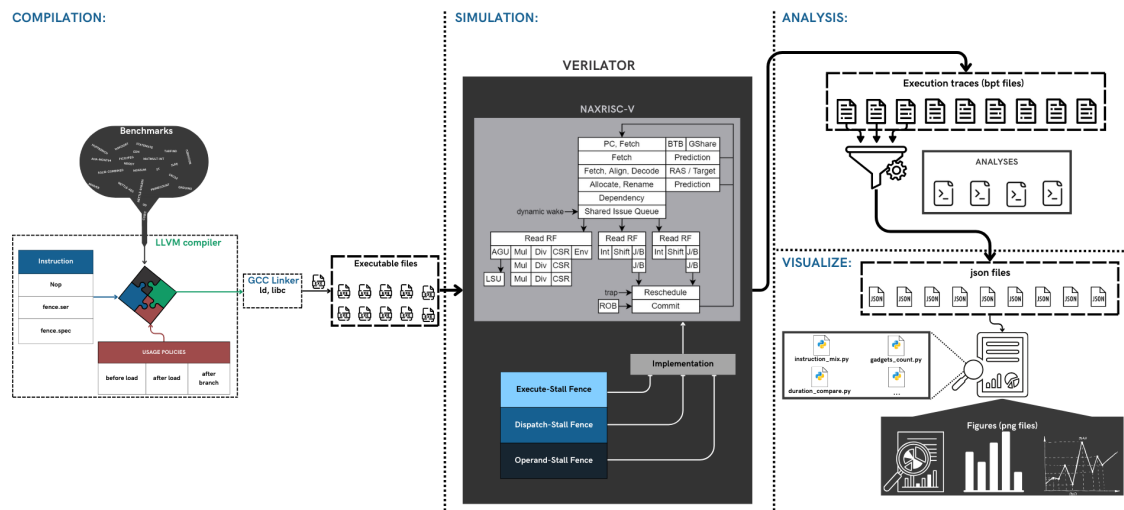 COMPILATION:
SIMULATION:
ANALYSIS:
Benchmarks
LLVM compiler
Instruction
Nop
fence.ser
fence.spec
USAGE POLICIES
before load
after load
after
branch
GCC Linker
ld, libc
Executable files
VERILATOR
NAXRISC-V
PC, Fetch
BTB
GShare
Fetch
Prediction
Fetch, Align, Decode
RAS / Target
Allocate, Rename
Prediction
Dependency
dynamic wake
Shared Issue Queue
Read RF
Read RF
Read RF
AGU
Mul
Div
CSR
Env
Int
Shift
J/B
Int
Shift
J/B
Mul
Div
CSR
J/B
J/B
LSU
Mul
Div
CSR
trap
Reschedule
ROB
Commit
Implementation
Execute-Stall Fence
Dispatch-Stall Fence
Operand-Stall Fence
Execution traces (bpt files)
ANALYSES
VISUALIZE:
json files
JSON
JSON
JSON
JSON
JSON
JSON
JSON
JSON
instruction_mix.py
gadgets_count.py
duration_compare.py
...
Figures (png files)